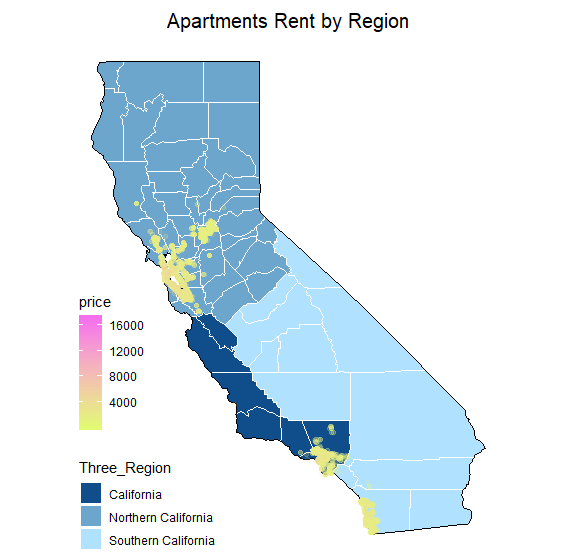 Apartments Rent by Region
price
16000
12000
8000
4000
Three_Region
California
Northern California
Southern California